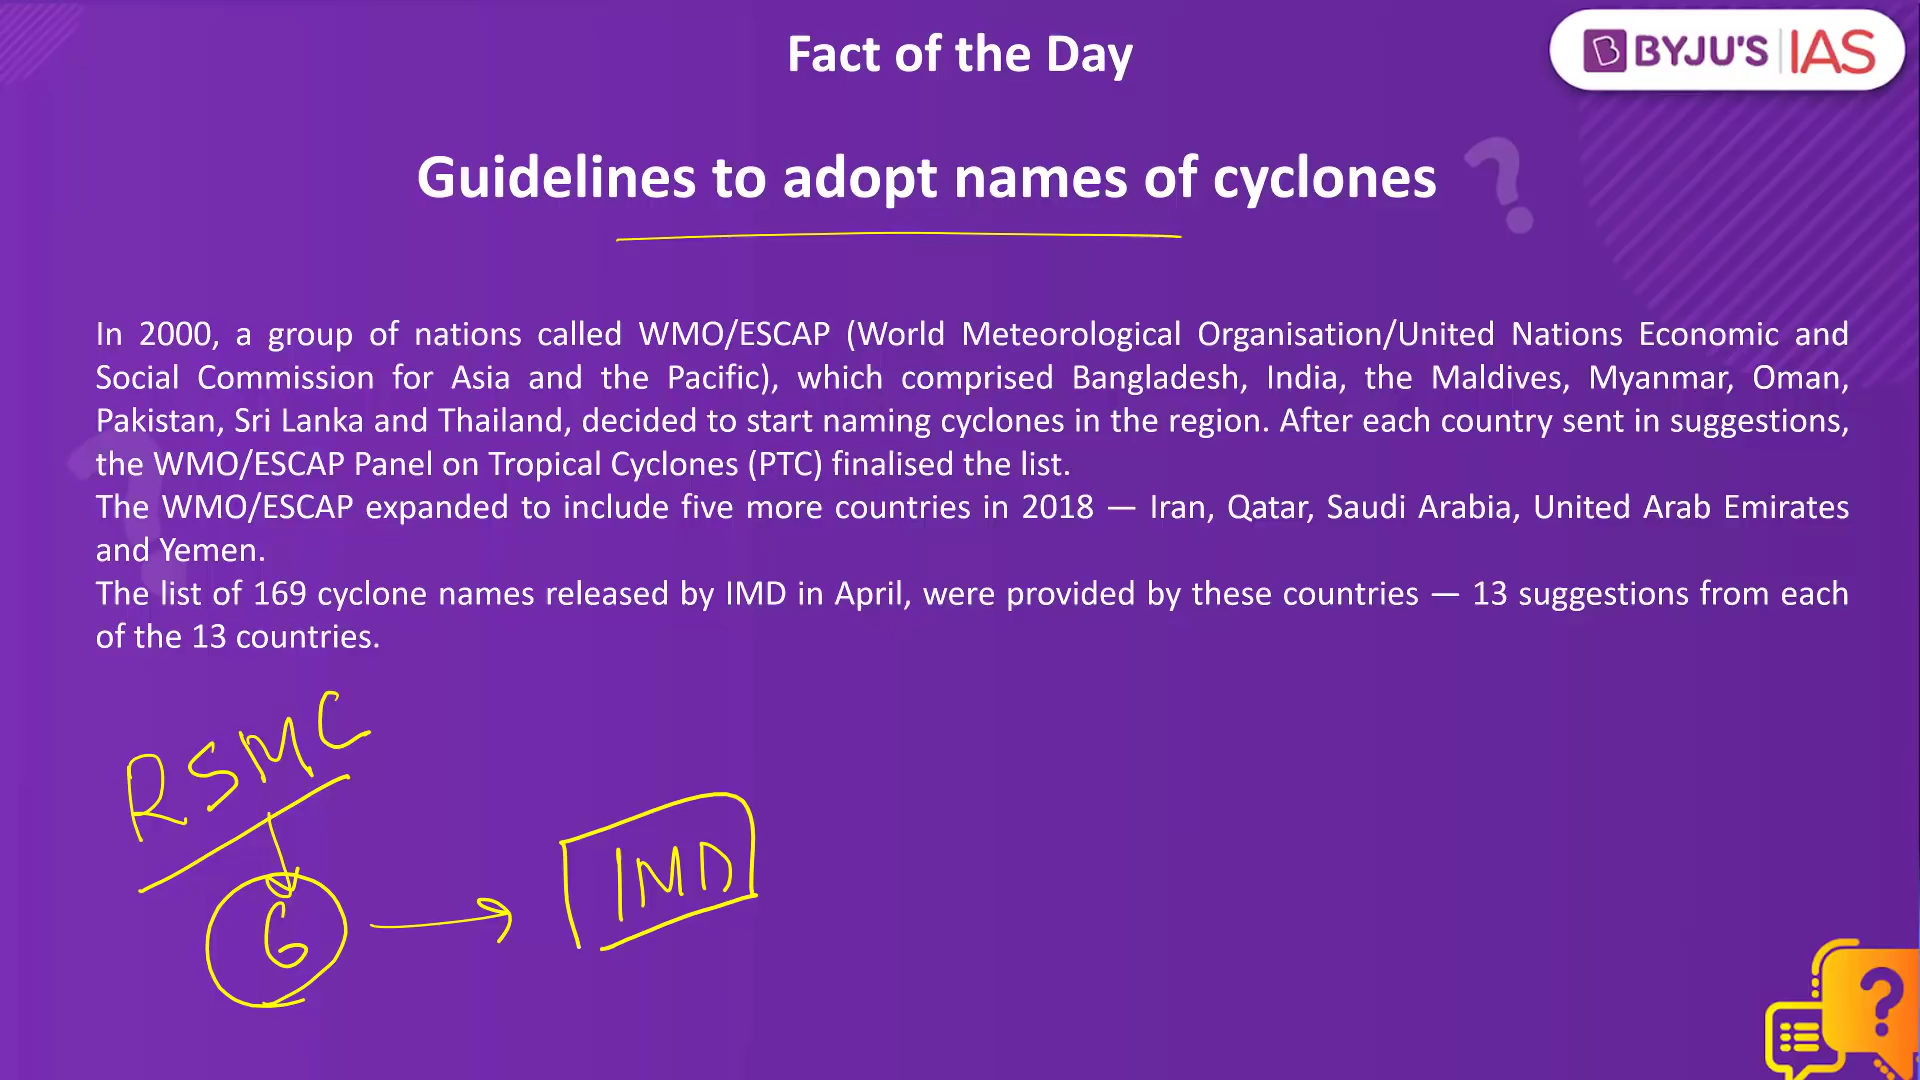 Fact of the Day
BYJU'S IAS
Guidelines to adopt names of cyclones
In 2000, a group of nations called WMO/ESCAP (World Meteorological Organisation/United Nations Economic and
Social Commission for Asia and the Pacific), which comprised Bangladesh, India, the Maldives, Myanmar, Oman,
Pakistan, Sri Lanka and Thailand, decided to start naming cyclones in the region. After each country sent in suggestions,
the WMO/ESCAP Panel on Tropical Cyclones (PTC) finalised the list.
The WMO/ESCAP expanded to include five more countries in 2018 — Iran, Qatar, Saudi Arabia, United Arab Emirates
and Yemen.
The list of 169 cyclone names released by IMD in April, were provided by these countries — 13 suggestions from each
of the 13 countries.
RSMC
6
IMD